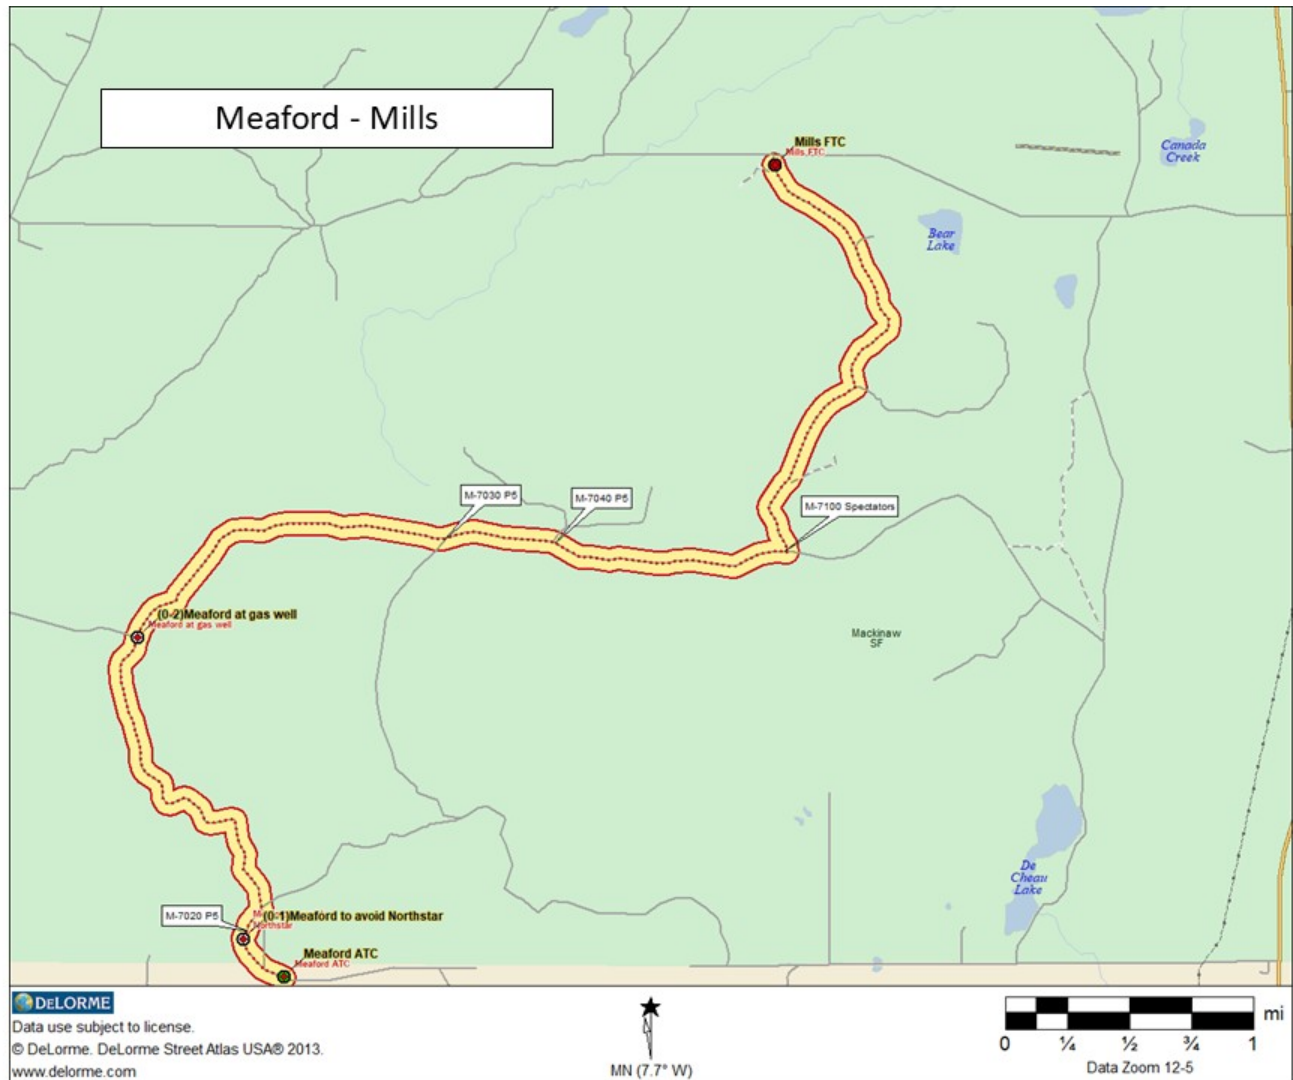 Meaford - Mills
Mills FTC
Mills FTC
Canada
Creek
Bear
Lake
M-7030 P5
M-7040 P5
M-7100 Spectators
(0-2)Meaford at gas well
Meaford at gas well
Mackinaw
SF
De
Cheau
Lake
M-7020 P5
(0-1)Meaford to avoid Northstar
Northstar
Meaford ATC
Meaford ATC
DELORME
Data use subject to license.
© DeLorme. DeLorme Street Atlas USA® 2013.
www.delorme.com
MN (7.7° W)
mi
0 ¼ ½ ¾ 1
Data Zoom 12-5